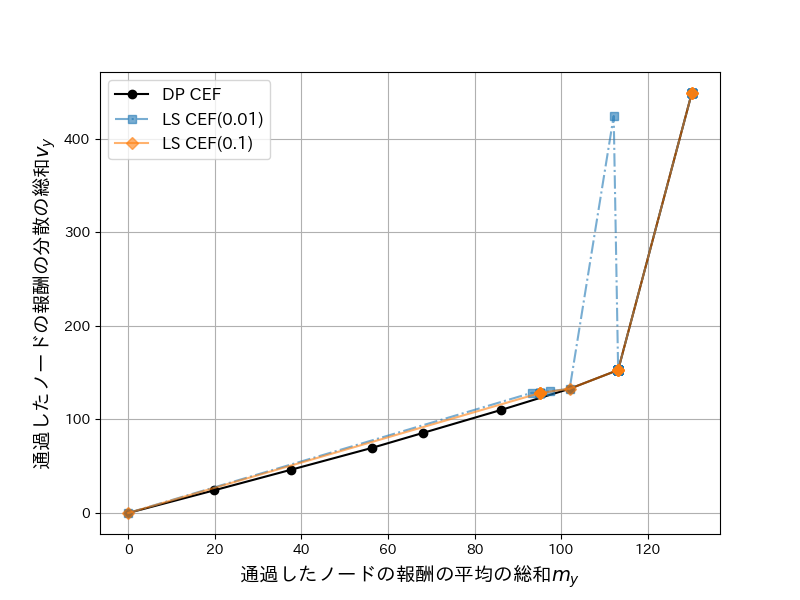 DP CEF
LS CEF(0.01)
LS CEF(0.1)
通過したノードの報酬の分散の総和v_y
400
300
200
100
0
0 20 40 60 80 100 120
通過したノードの報酬の平均の総和m_y